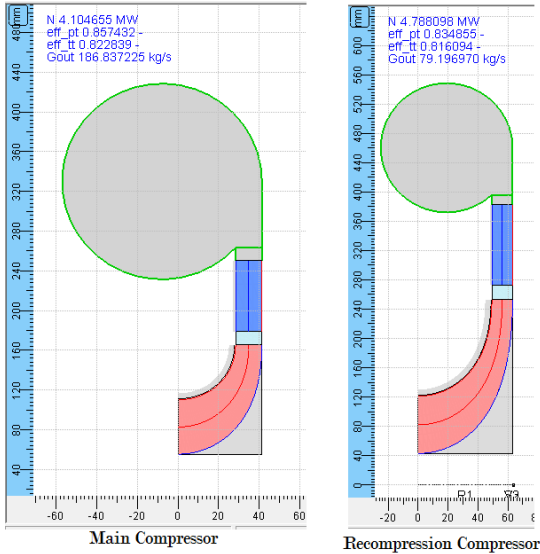 N 4.104655 MW
eff_pt 0.857432 -
eff_tt 0.822839 -
Gout 186.837225 kg/s
480
mm
440
400
360
320
280
240
200
160
120
80
40
-60 -40 -20 0 20 40 60
Main Compressor
N 4.788098 MW
eff_pt 0.834855 -
eff_tt 0.816094 -
Gout 79.196970 kg/s
mm
600
560
520
480
440
400
360
320
280
240
200
160
120
80
40
0
-20 0 20 40 60
Recompression Compressor